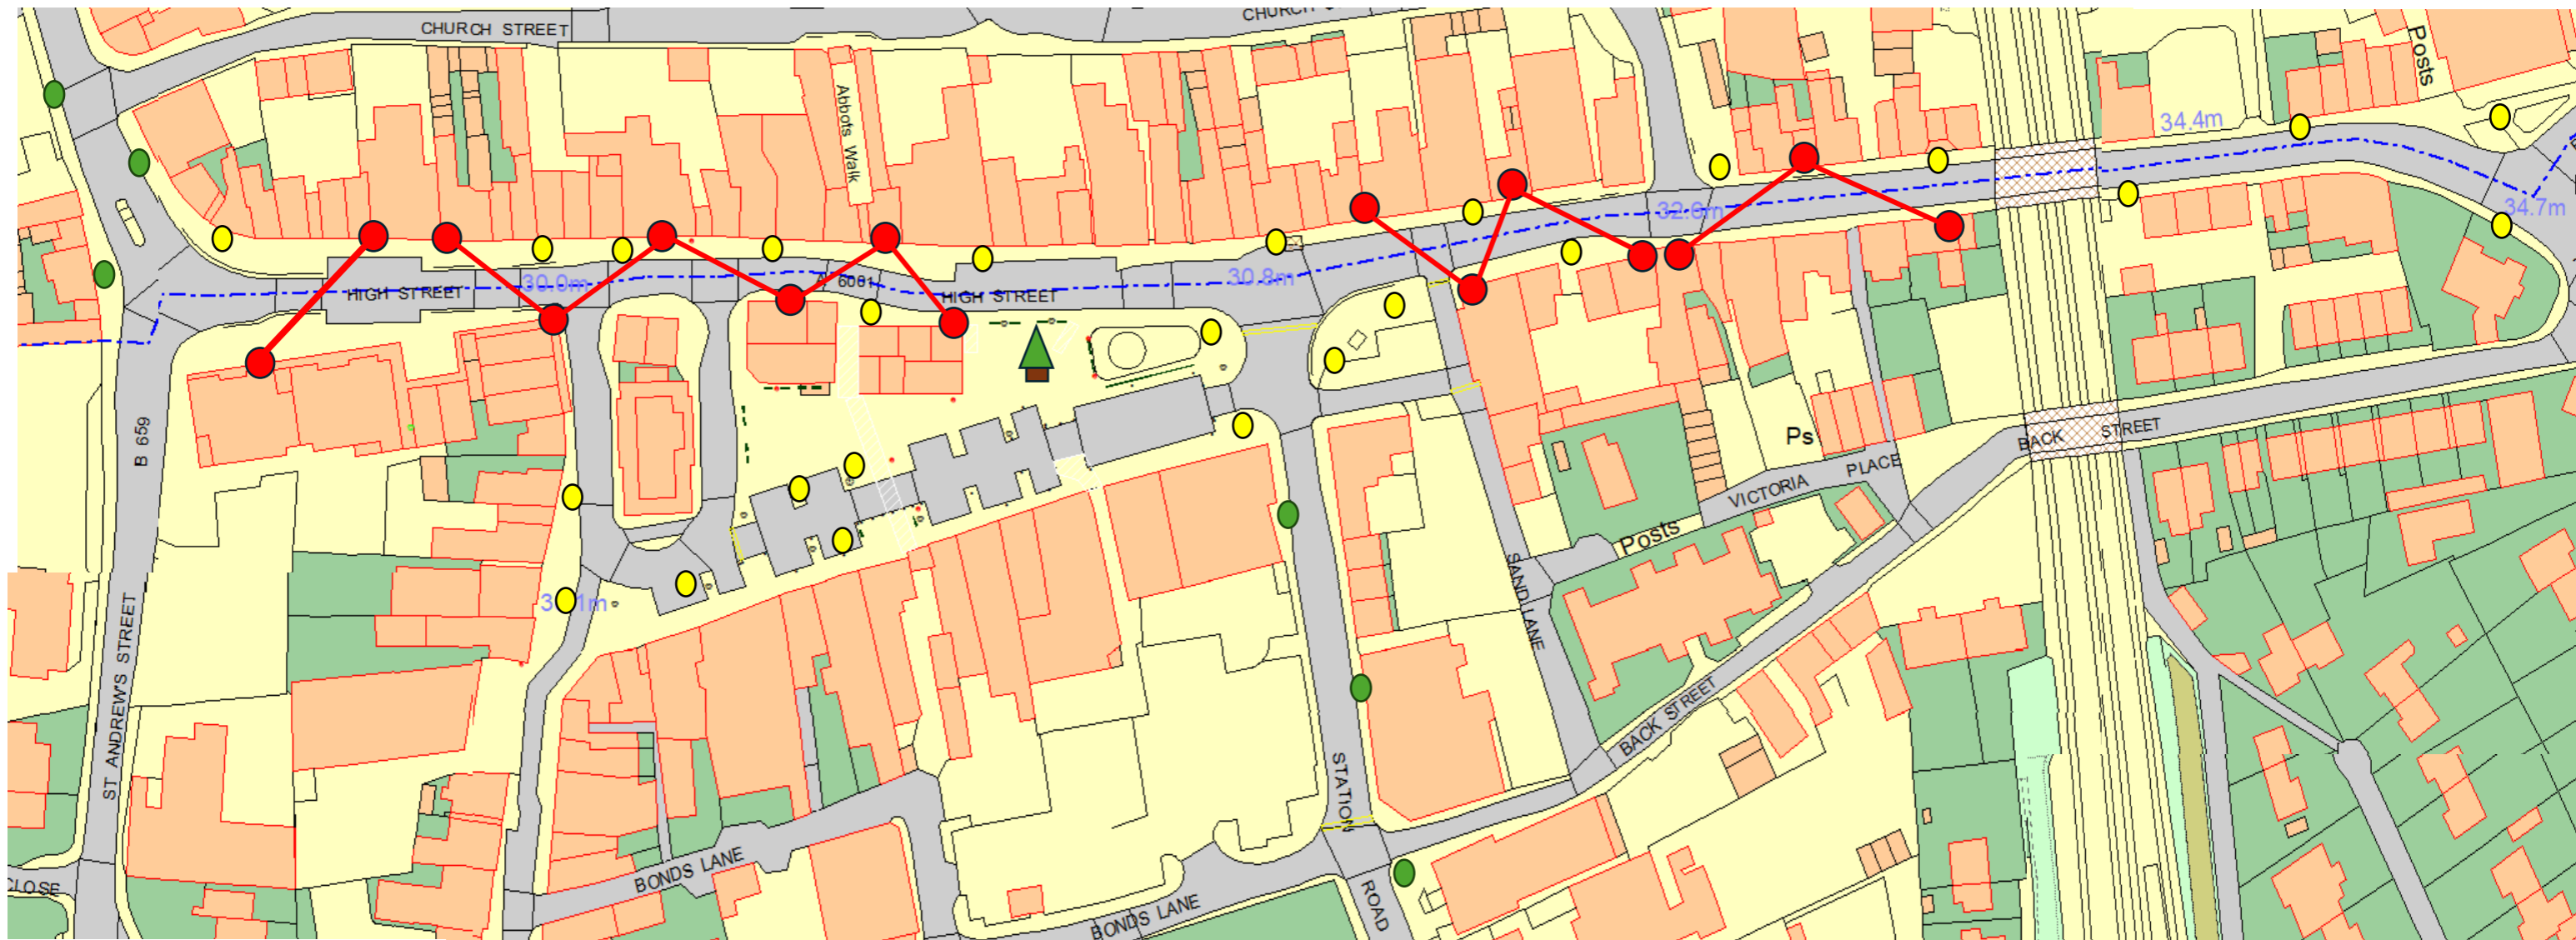 CHURCH STREET
Posts
Abbots Walk
34.4m
34.7m
32.6m
30.0m
30.8m
HIGH STREET
HIGH STREET
6001
B 659
Ps
BACK STREET
VICTORIA PLACE
Posts
SAND LANE
ST ANDREW'S STREET
BACK STREET
STATION ROAD
BONDS LANE
BONDS LANE
CLOSE